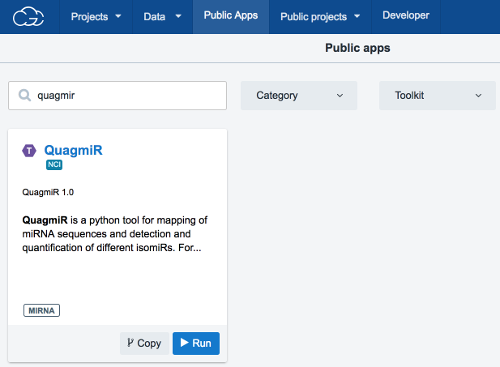 Projects Data Public Apps Public projects Developer
Public apps
quagmir Category Toolkit
T QuagmiR
NCI
QuagmiR 1.0
QuagmiR is a python tool for mapping of
miRNA sequences and detection and
quantification of different isomiRs. For...
MIRNA
Copy Run